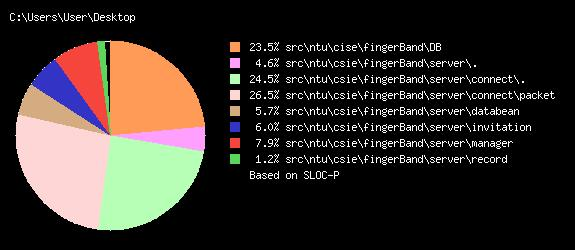 C:\Users\User\Desktop
23.5% src\ntu\cise\fingerBand\DB
4.6% src\ntu\csie\fingerBand\server\.
24.5% src\ntu\csie\fingerBand\server\connect\.
26.5% src\ntu\csie\fingerBand\server\connect\packet
5.7% src\ntu\csie\fingerBand\server\databean
6.0% src\ntu\csie\fingerBand\server\invitation
7.9% src\ntu\csie\fingerBand\server\manager
1.2% src\ntu\csie\fingerBand\server\record
Based on SLOC-P